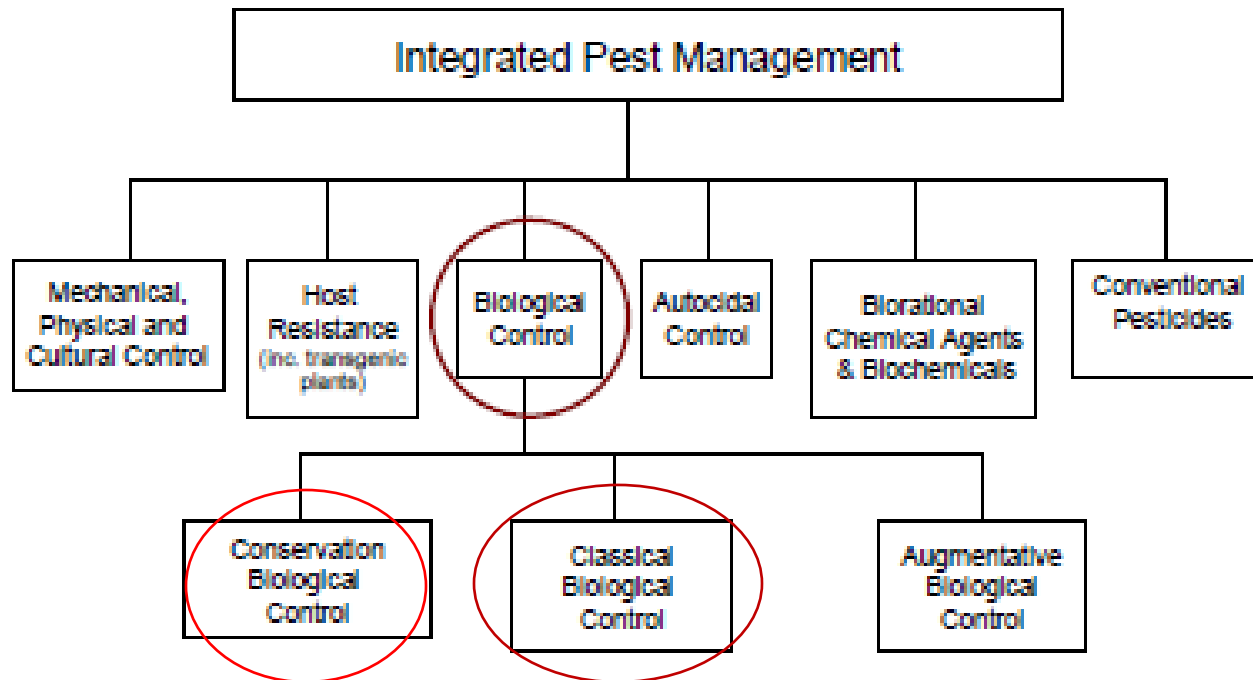 Integrated Pest Management
Mechanical,
Physical and
Cultural Control
Host
Resistance
(inc. transgenic
plants)
Biological
Control
Autocidal
Control
Biorational
Chemical Agents
& Biochemicals
Conventional
Pesticides
Conservation
Biological
Control
Classical
Biological
Control
Augmentative
Biological
Control